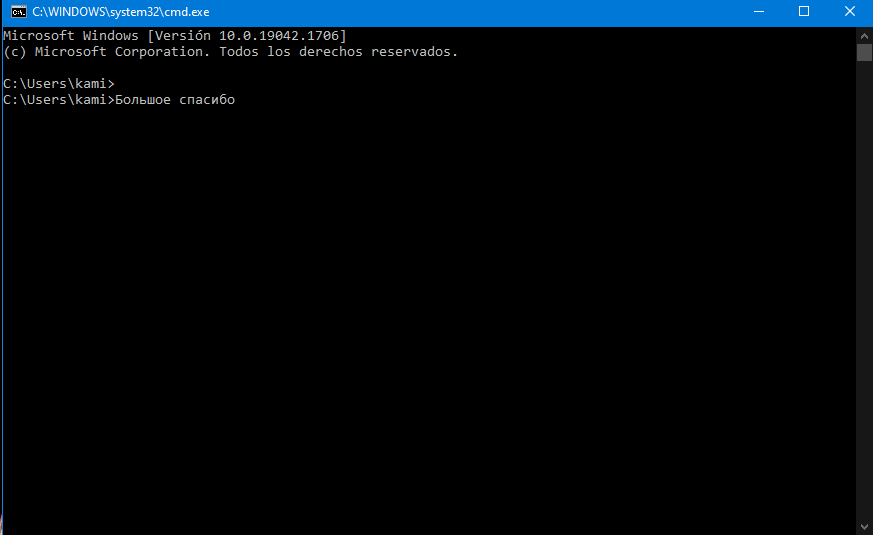 C:\WINDOWS\system32\cmd.exe
Microsoft Windows [Versión 10.0.19042.1706]
(c) Microsoft Corporation. Todos los derechos reservados.
C:\Users\kami>
C:\Users\kami>Большое спасибо